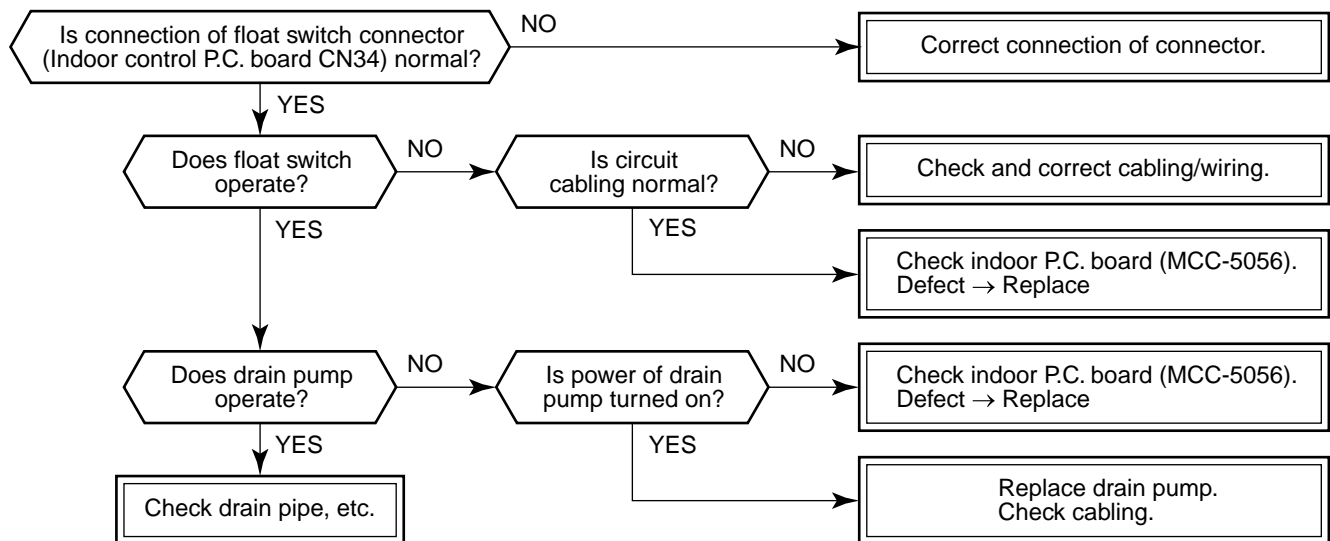 Is connection of float switch connector
(Indoor control P.C. board CN34) normal?
NO
Correct connection of connector.
YES
Does float switch
operate?
NO
Is circuit
cabling normal?
NO
Check and correct cabling/wiring.
YES
YES
Check indoor P.C. board (MCC-5056).
Defect → Replace
Does drain pump
operate?
NO
Is power of drain
pump turned on?
NO
Check indoor P.C. board (MCC-5056).
Defect → Replace
YES
YES
Check drain pipe, etc.
Replace drain pump.
Check cabling.